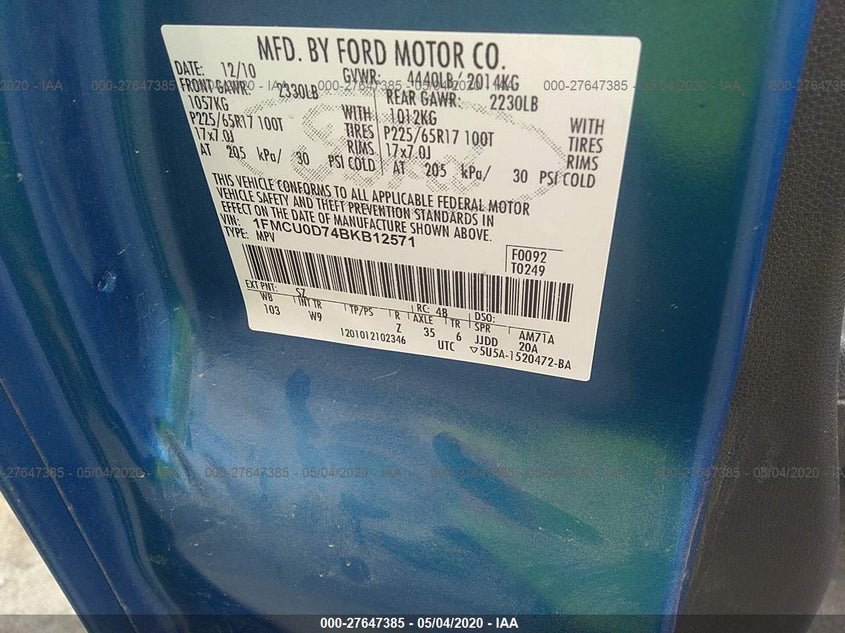 MFD. BY FORD MOTOR CO.
DATE: 12/10 GVWR: 4440LB / 2014KG
FRONT GAWR: 2330LB REAR GAWR: 2230LB
1057KG WITH 1012KG WITH
P225/65R17 100T TIRES P225/65R17 100T TIRES
17x7.0J RIMS 17x7.0J RIMS
AT 205 kPa/ 30 PSI COLD AT 205 kPa/ 30 PSI COLD
THIS VEHICLE CONFORMS TO ALL APPLICABLE FEDERAL MOTOR
VEHICLE SAFETY AND THEFT PREVENTION STANDARDS IN
EFFECT ON THE DATE OF MANUFACTURE SHOWN ABOVE.
VIN: 1FMCU0D74BKB12571
TYPE: MPV
F0092
T0249
EXT PNT: SZ RC: 4B DSO:
WB INT TR TP/PS R AXLE TR SPR AM71A
103 W9 Z 35 6 JJDD 20A
1201012102346 UTC ▽5U5A-1520472-BA
000-27647385 - 05/04/2020 - IAA